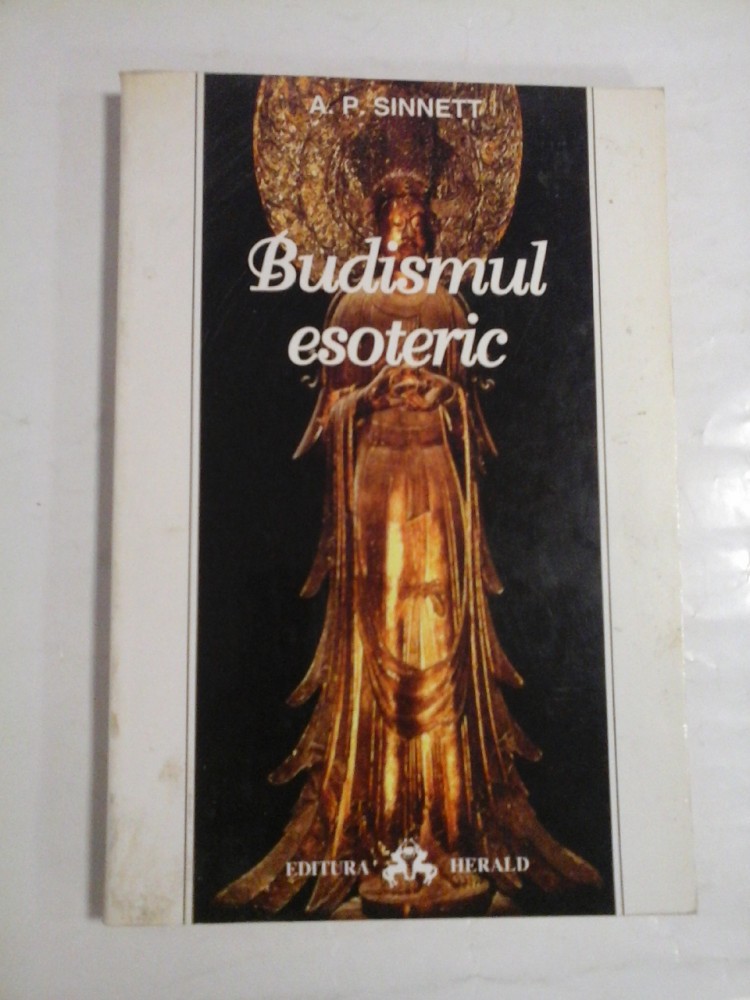 A. P. SINNETT
Budismul
esoteric
EDITURA HERALD